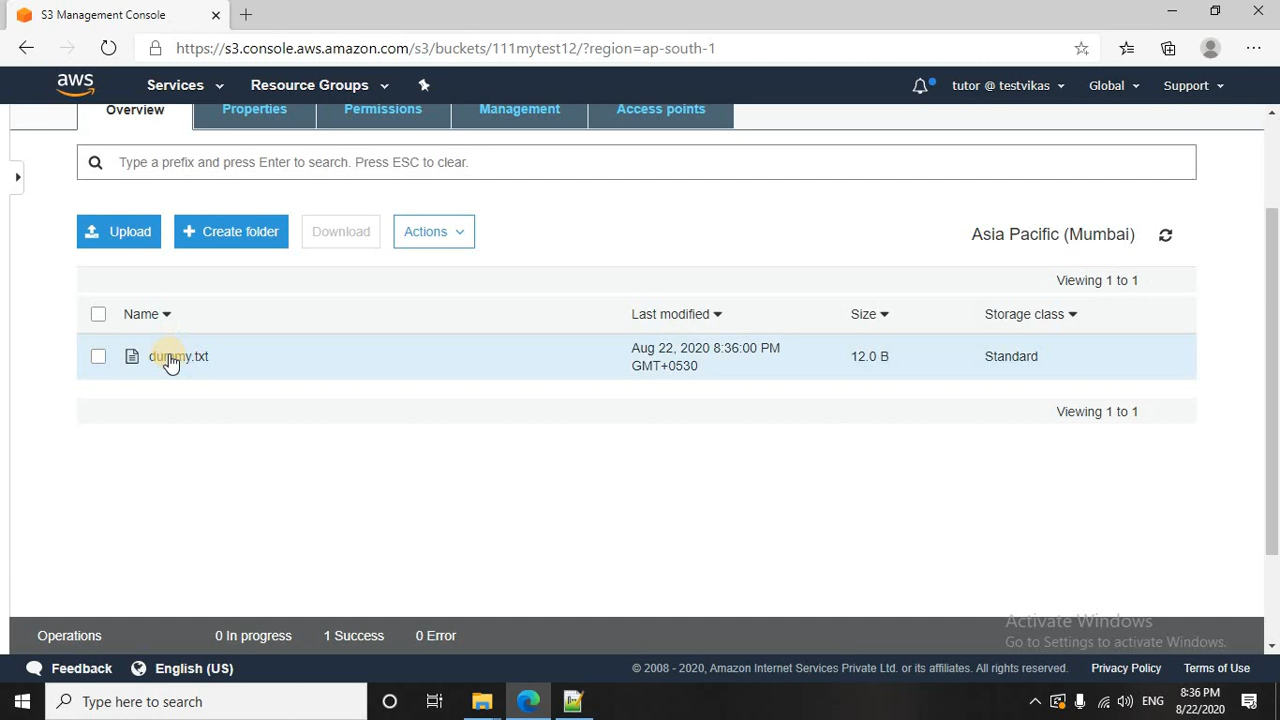 S3 Management Console
https://s3.console.aws.amazon.com/s3/buckets/111mytest12/?region=ap-south-1
aws Services Resource Groups tutor @ testvikas Global Support
Overview Properties Permissions Management Access points
Type a prefix and press Enter to search. Press ESC to clear.
Upload + Create folder Download Actions Asia Pacific (Mumbai)
Viewing 1 to 1
Name Last modified Size Storage class
dummy.txt Aug 22, 2020 8:36:00 PM 12.0 B Standard
GMT+0530
Viewing 1 to 1
Activate Windows
Go to Settings to activate Windows.
Operations 0 In progress 1 Success 0 Error
Feedback English (US) © 2008 - 2020, Amazon Internet Services Private Ltd. or its affiliates. All rights reserved. Privacy Policy Terms of Use
Type here to search ENG 8:36 PM
8/22/2020